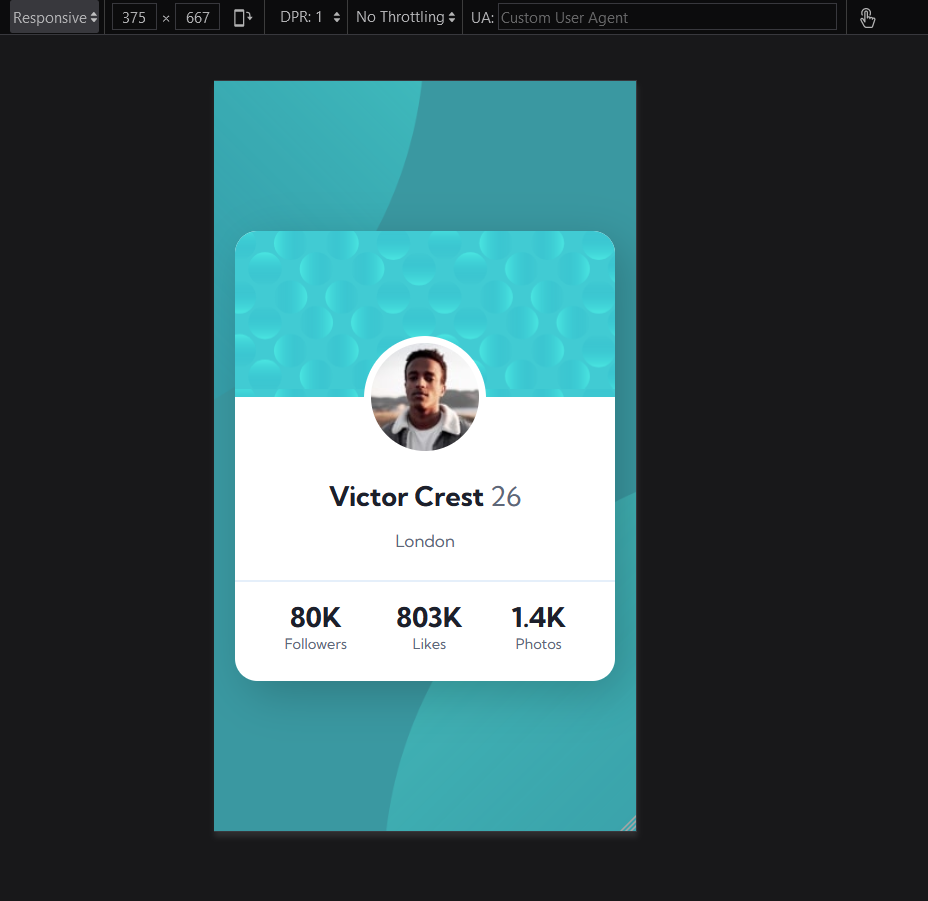 Responsive 375 × 667 DPR: 1 No Throttling UA: Custom User Agent
Victor Crest 26
London
80K 803K 1.4K
Followers Likes Photos